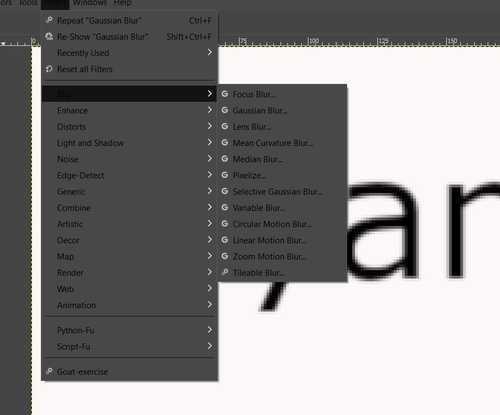 ors Tools Windows Help
Repeat "Gaussian Blur" Ctrl+F
Re-Show "Gaussian Blur" Shift+Ctrl+F
Recently Used
Reset all Filters
Blur
Focus Blur...
Enhance
Gaussian Blur...
Distorts
Lens Blur...
Light and Shadow
Mean Curvature Blur...
Noise
Median Blur...
Edge-Detect
Pixelize...
Generic
Selective Gaussian Blur...
Combine
Variable Blur...
Artistic
Circular Motion Blur...
Decor
Linear Motion Blur...
Map
Zoom Motion Blur...
Render
Tileable Blur...
Web
Animation
Python-Fu
Script-Fu
Goat-exercise
0 75 100 125 150
yan